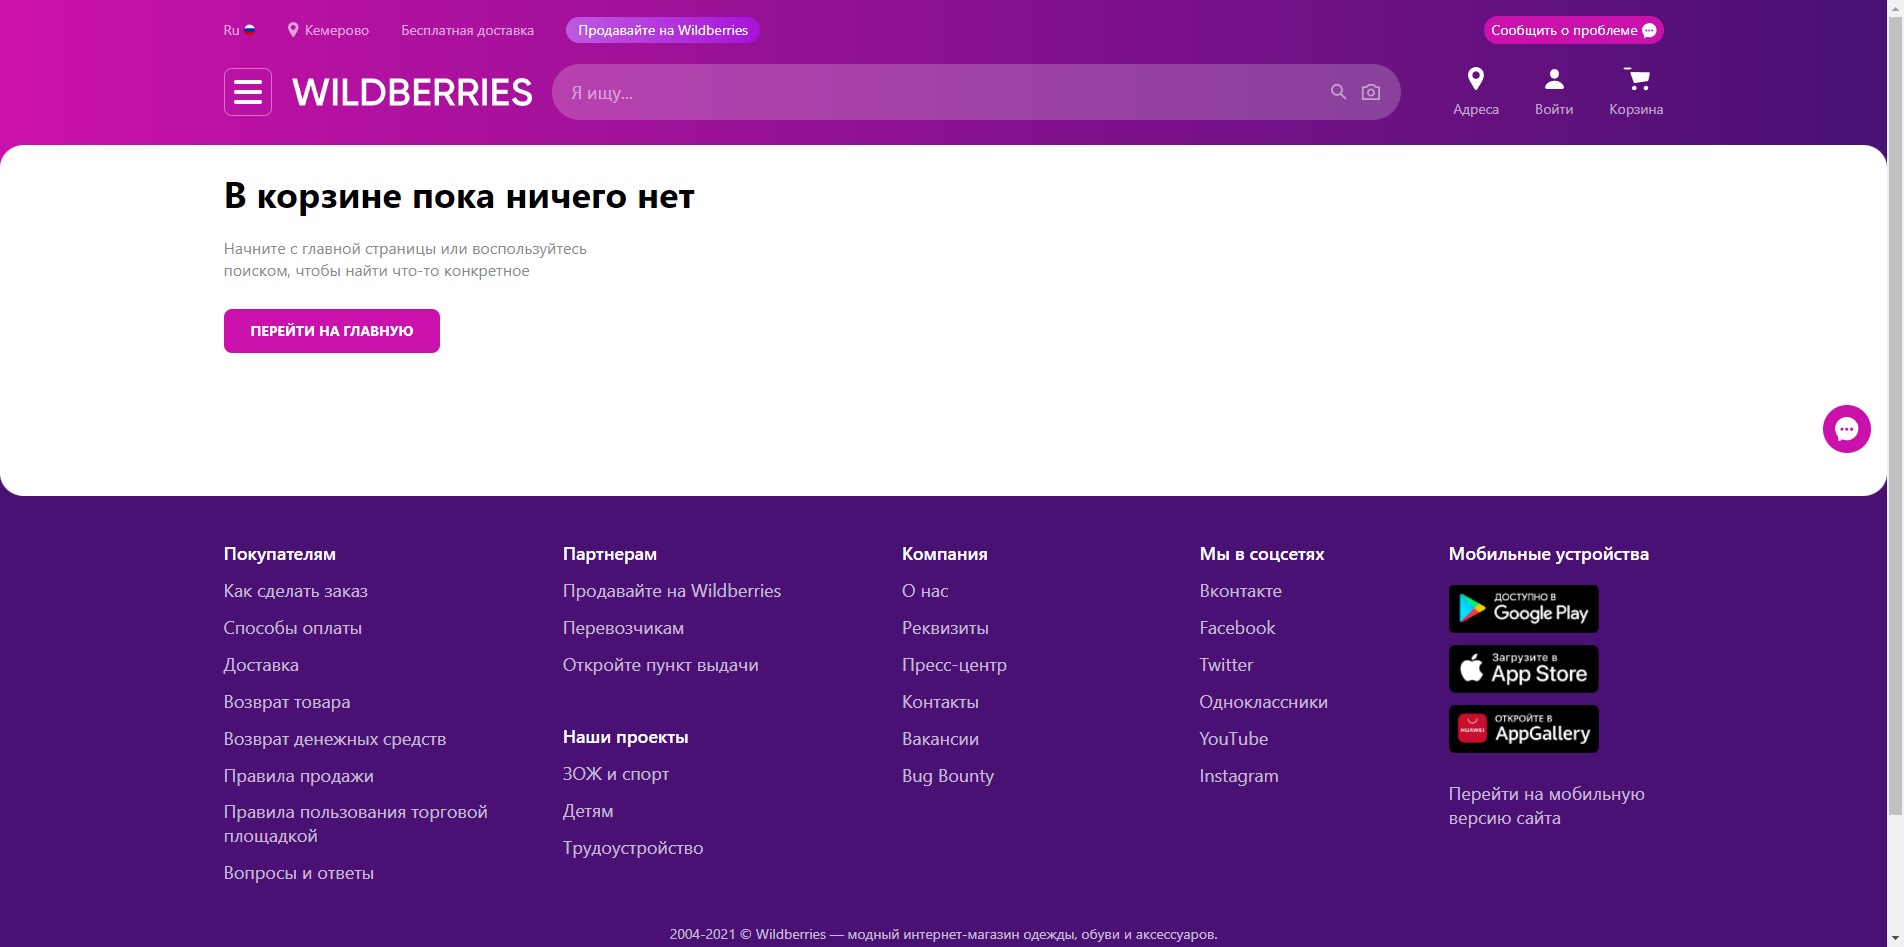 Ru
Кемерово
Бесплатная доставка
Продавайте на Wildberries
Сообщить о проблеме
WILDBERRIES
Я ищу...
Адреса
Войти
Корзина
В корзине пока ничего нет
Начните с главной страницы или воспользуйтесь
поиском, чтобы найти что-то конкретное
ПЕРЕЙТИ НА ГЛАВНУЮ
Покупателям
Как сделать заказ
Способы оплаты
Доставка
Возврат товара
Возврат денежных средств
Правила продажи
Правила пользования торговой
площадкой
Вопросы и ответы
Партнерам
Продавайте на Wildberries
Перевозчикам
Откройте пункт выдачи
Наши проекты
ЗОЖ и спорт
Детям
Трудоустройство
Компания
О нас
Реквизиты
Пресс-центр
Контакты
Вакансии
Bug Bounty
Мы в соцсетях
Вконтакте
Facebook
Twitter
Одноклассники
YouTube
Instagram
Мобильные устройства
ДОСТУПНО В
Google Play
Загрузите в
App Store
HUAWEI
ОТКРОЙТЕ В
AppGallery
Перейти на мобильную
версию сайта
2004-2021 © Wildberries — модный интернет-магазин одежды, обуви и аксессуаров.